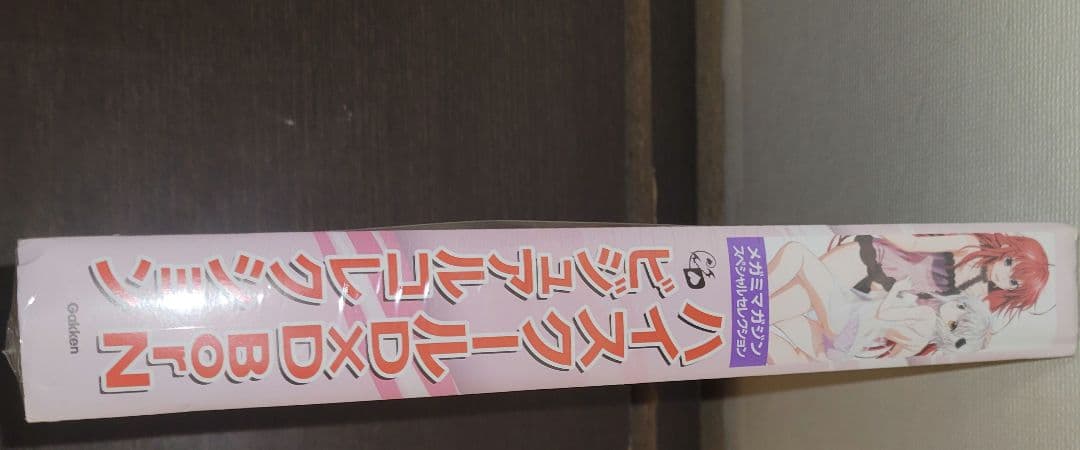 メガミマガジン
スペシャルセレクション
ハイスクールD×D BorN
ビジュアルコレクション
Gakken